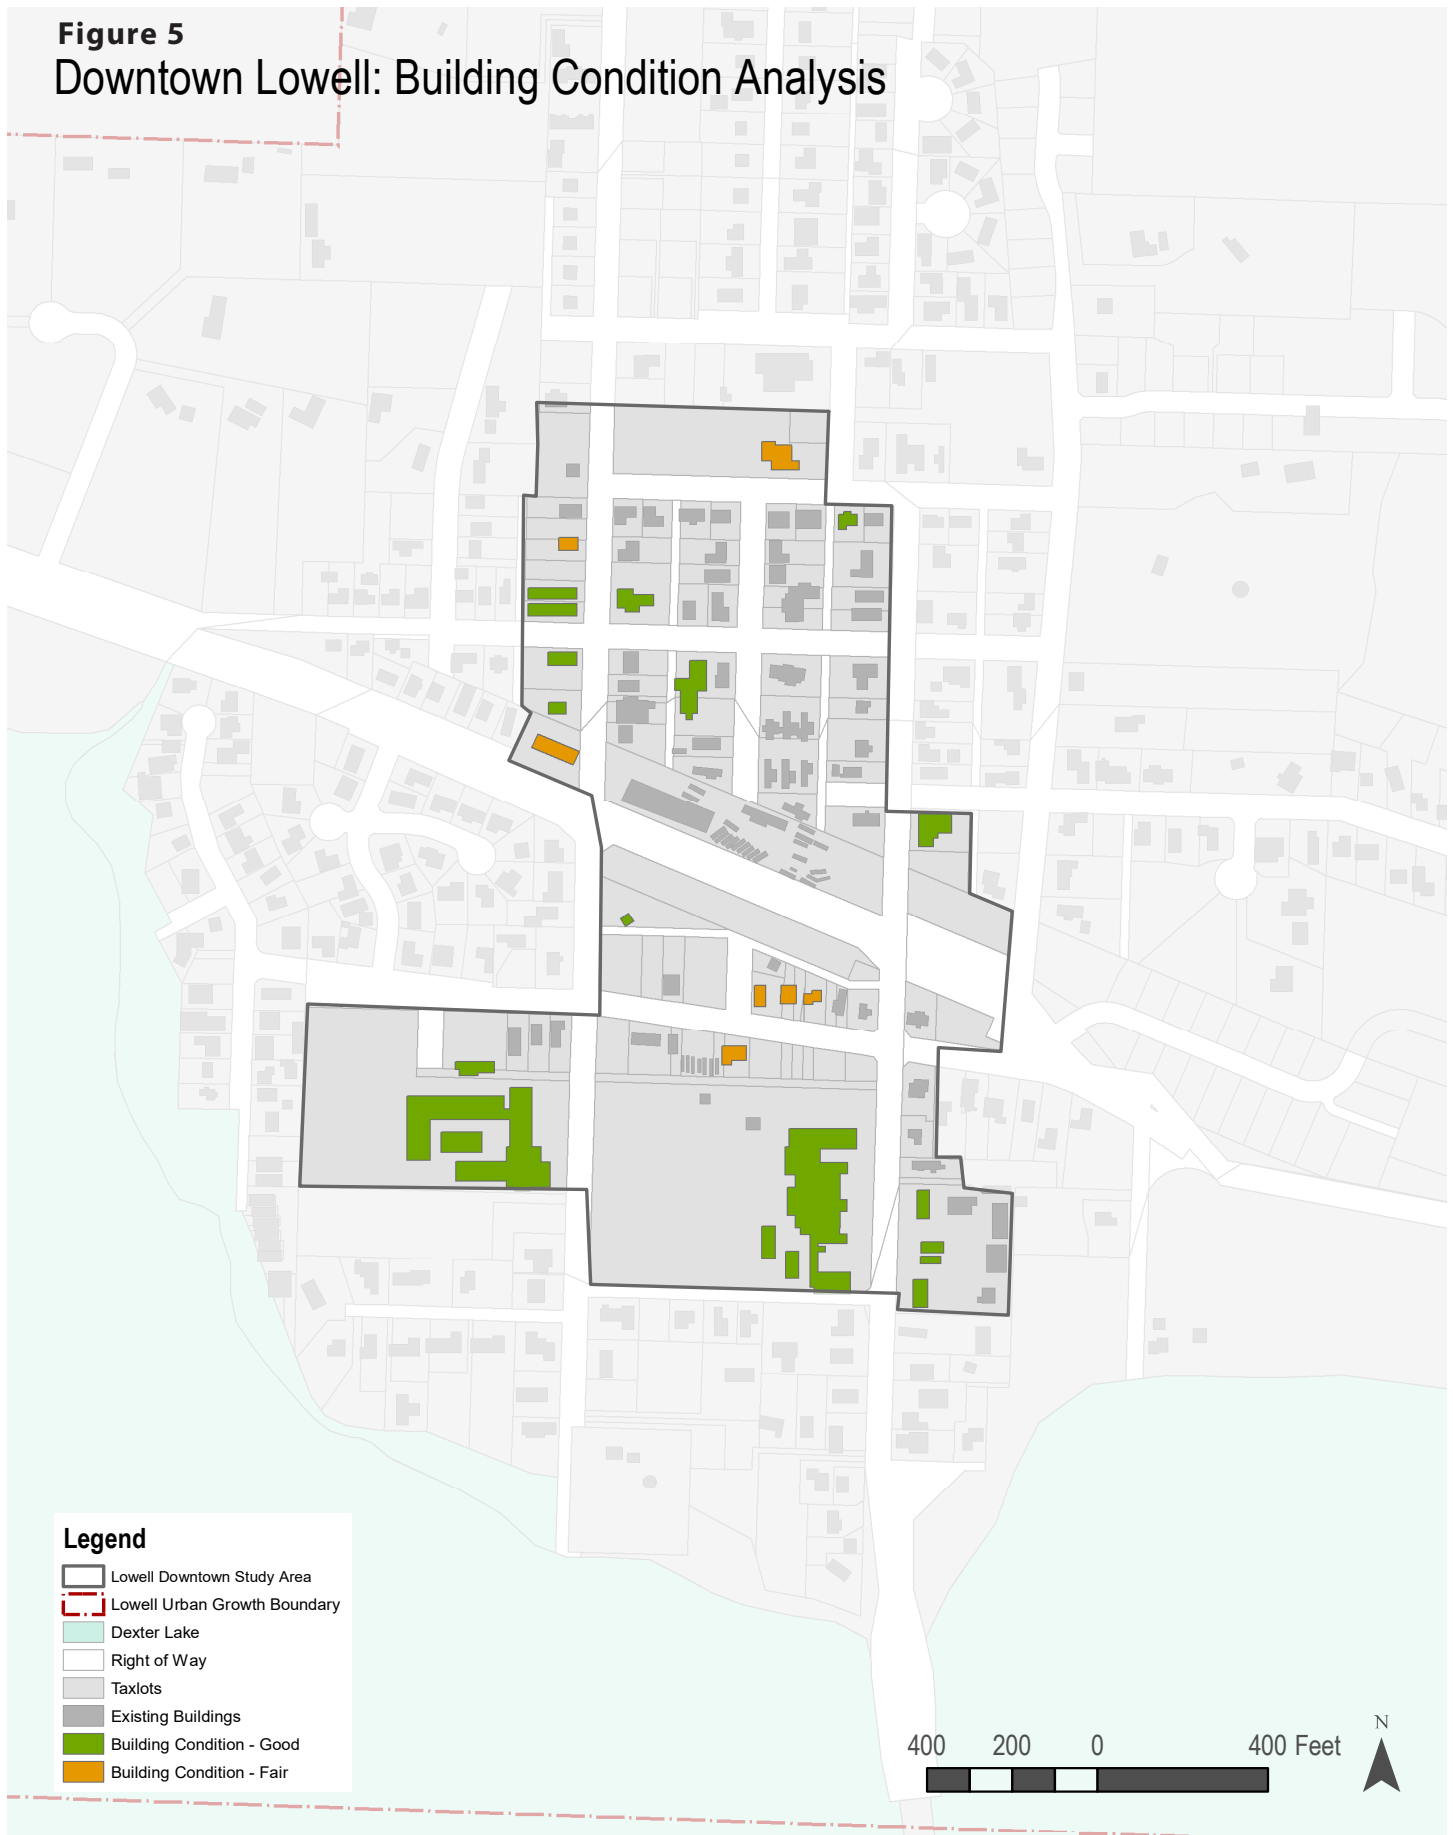 Figure 5
Downtown Lowell: Building Condition Analysis
Legend
Lowell Downtown Study Area
Lowell Urban Growth Boundary
Dexter Lake
Right of Way
Taxlots
Existing Buildings
Building Condition - Good
Building Condition - Fair
400 200 0 400 Feet
N